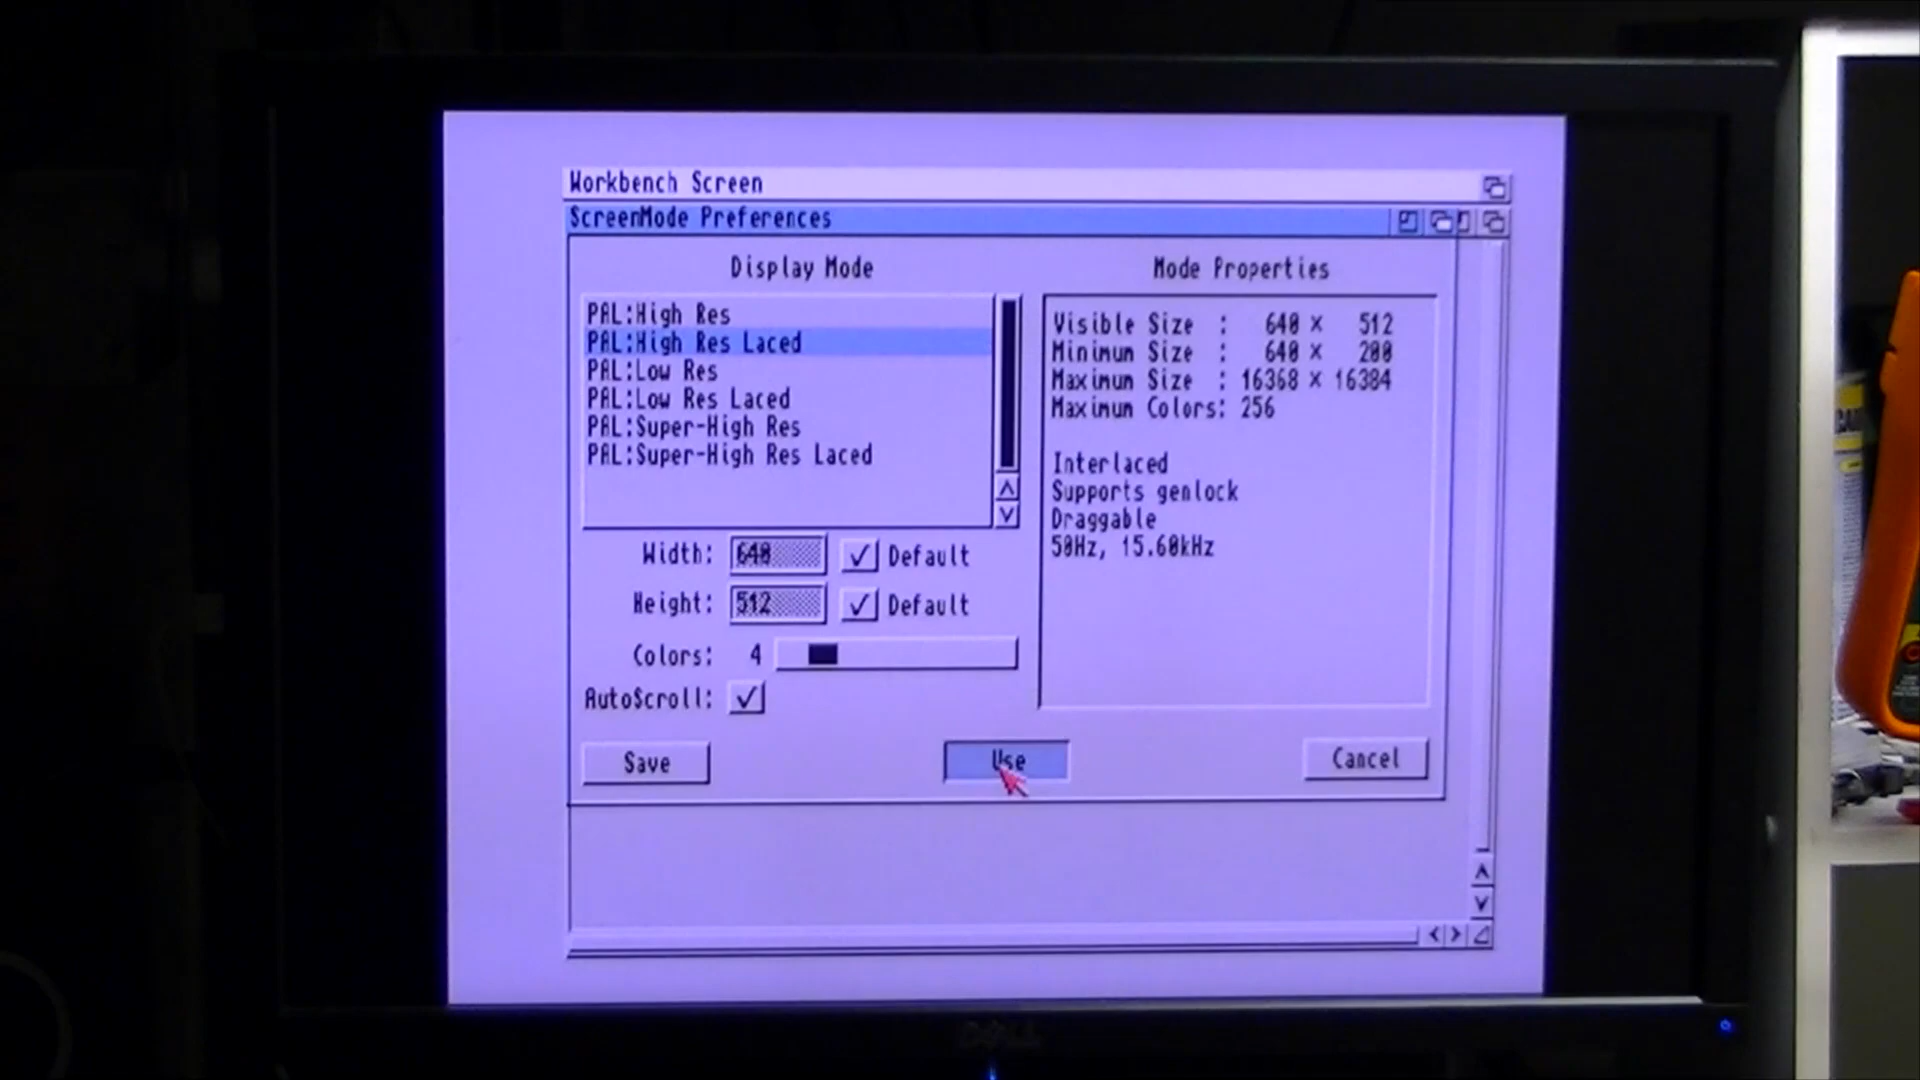 Workbench Screen
ScreenMode Preferences
Display Mode
Mode Properties
PAL:High Res
PAL:High Res Laced
PAL:Low Res
PAL:Low Res Laced
PAL:Super-High Res
PAL:Super-High Res Laced
Visible Size : 640 x 512
Minimum Size : 640 x 200
Maximum Size : 16368 x 16384
Maximum Colors: 256
Interlaced
Supports genlock
Draggable
50Hz, 15.60kHz
Width: 640 Default
Height: 512 Default
Colors: 4
AutoScroll:
Save
Use
Cancel
DELL